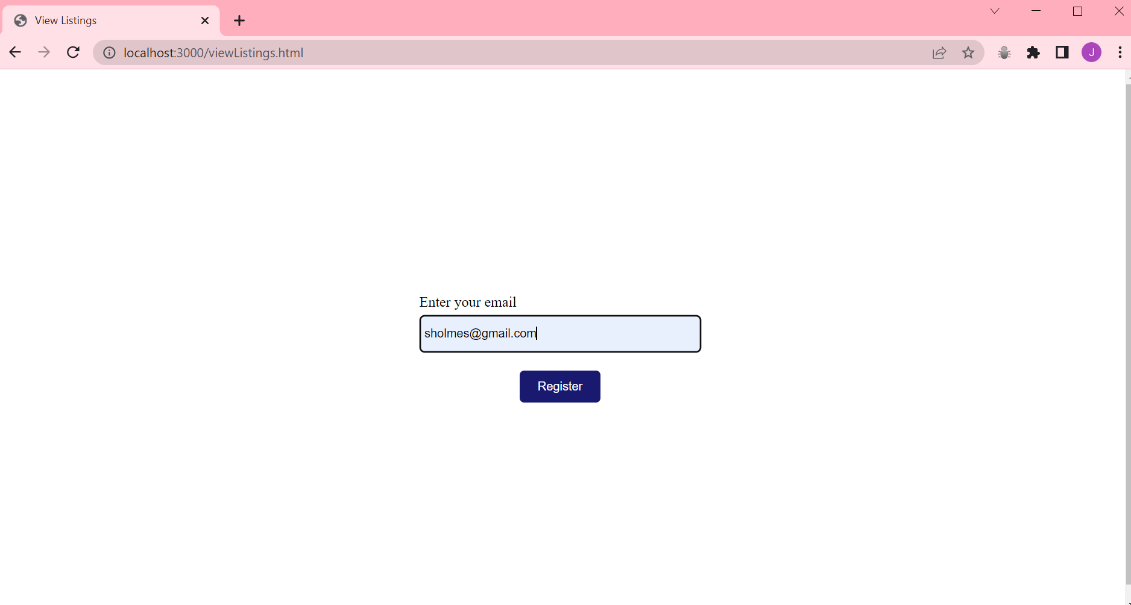 View Listings
localhost:3000/viewListings.html
J
Enter your email
sholmes@gmail.com
Register